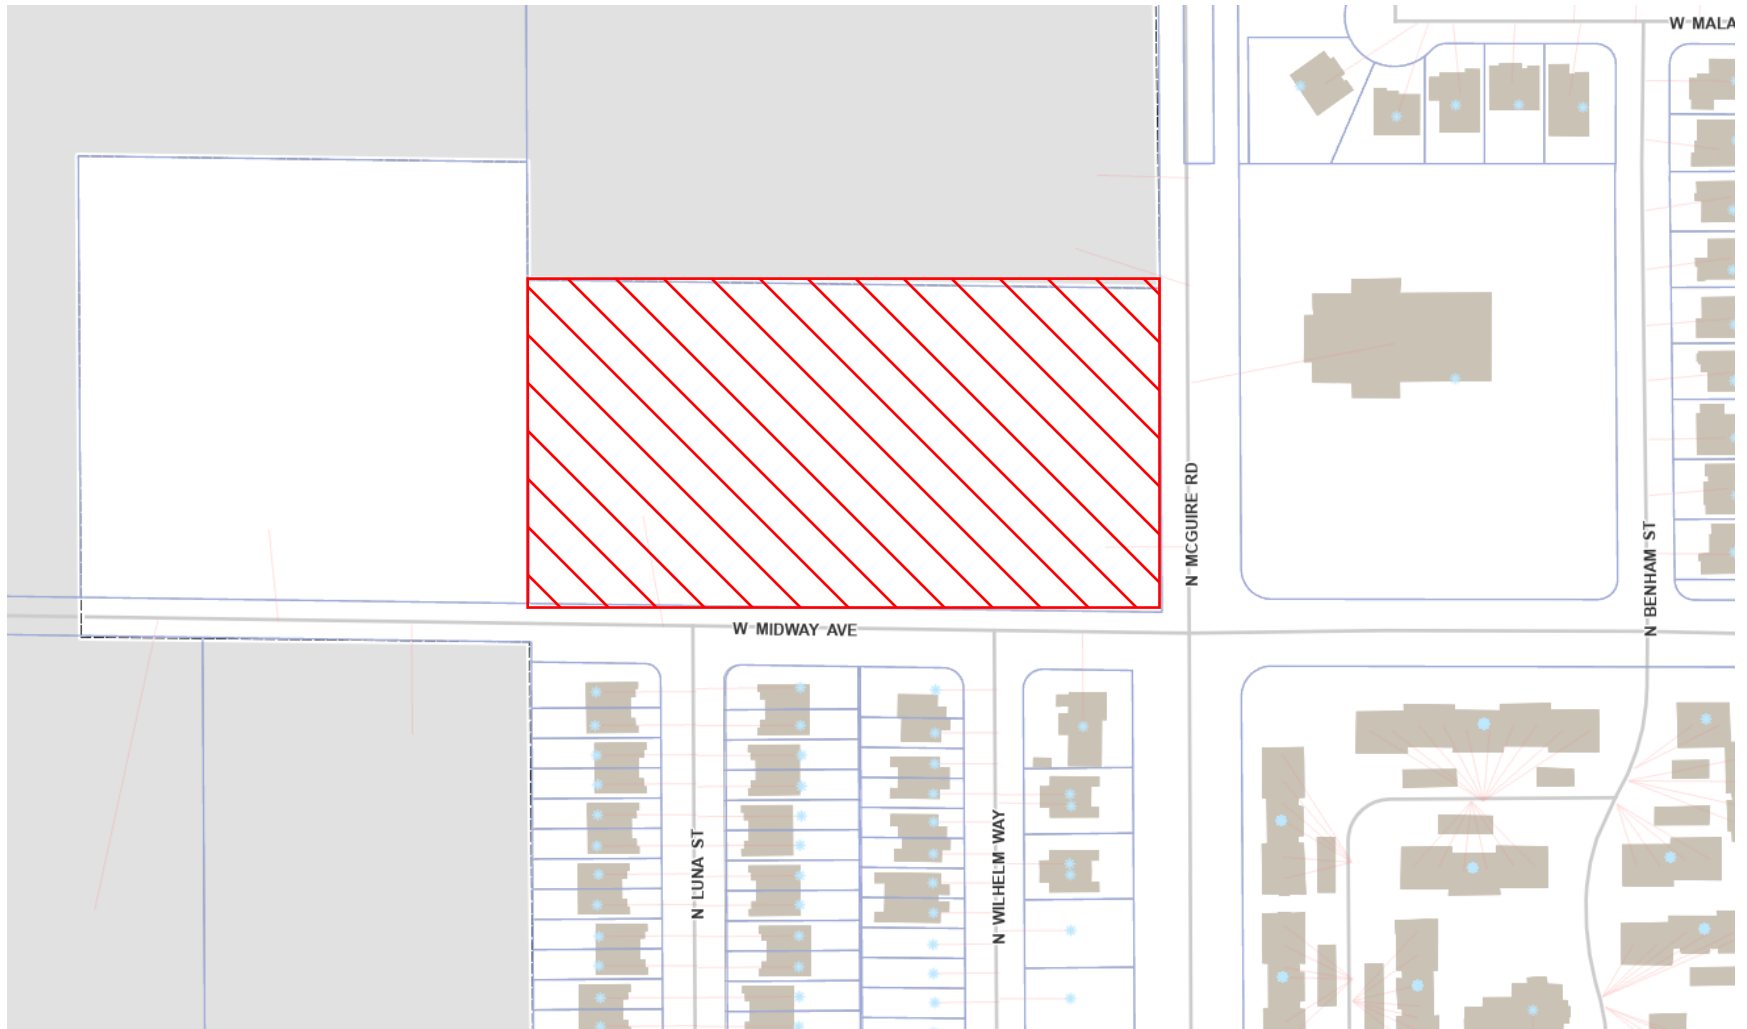 W MALA
N MCGUIRE RD
N BENHAM ST
W MIDWAY AVE
N LUNA ST
N WILHELM WAY